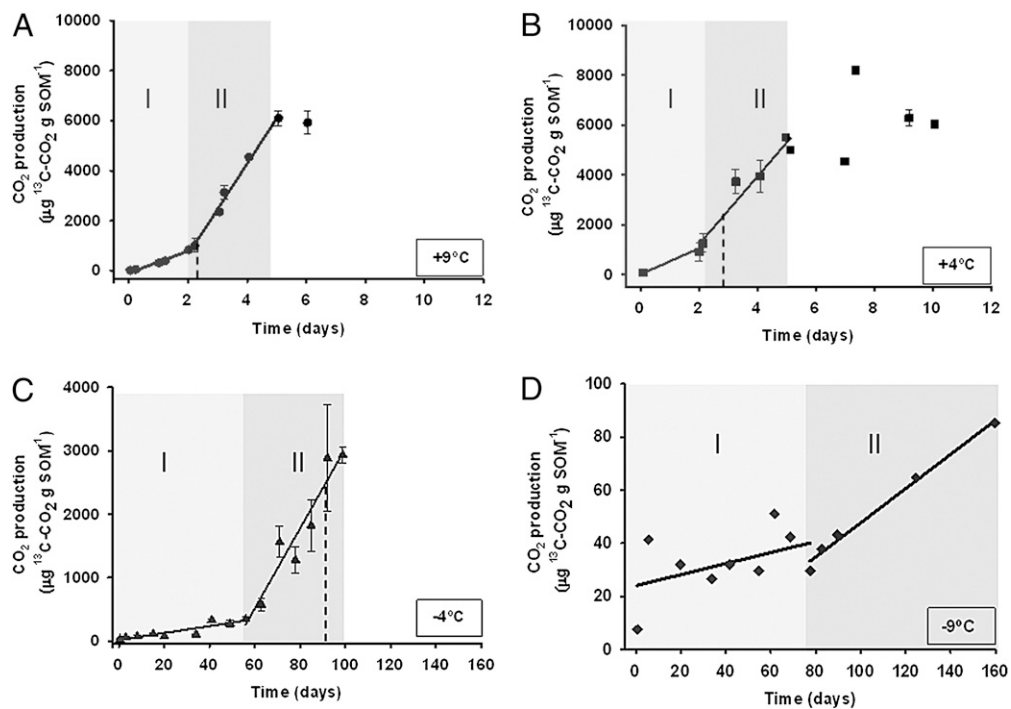 A
CO₂ production
(µg ¹³C-CO₂ g SOM⁻¹)
10000
8000
6000
4000
2000
0
I
II
+9°C
0 2 4 6 8 10 12
Time (days)
B
CO₂ production
(µg ¹³C-CO₂ g SOM⁻¹)
10000
8000
6000
4000
2000
0
I
II
+4°C
0 2 4 6 8 10 12
Time (days)
C
CO₂ production
(µg ¹³C-CO₂ g SOM⁻¹)
4000
3000
2000
1000
0
I
II
-4°C
0 20 40 60 80 100 120 140 160
Time (days)
D
CO₂ production
(µg ¹³C-CO₂ g SOM⁻¹)
100
80
60
40
20
0
I
II
-9°C
0 20 40 60 80 100 120 140 160
Time (days)